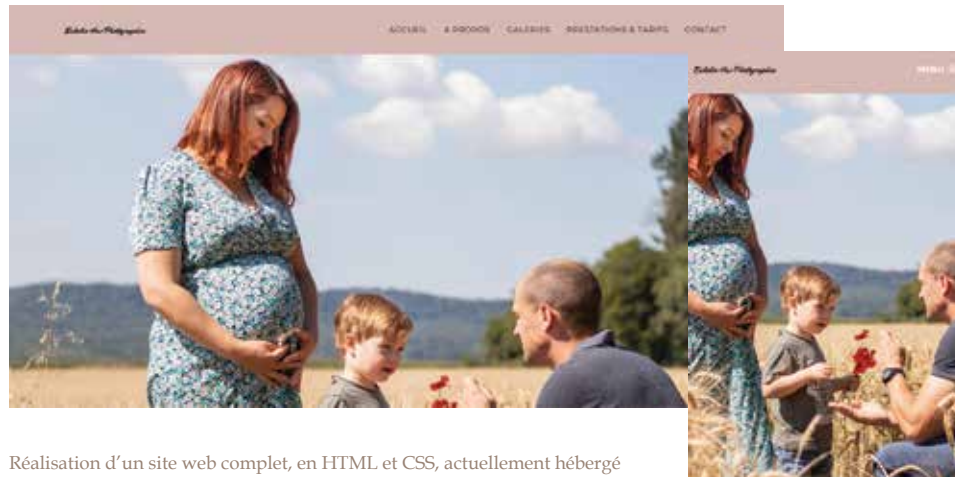 ACCUEIL A PROPOS GALERIES PRESTATIONS & TARIFS CONTACT
MENU
Réalisation d’un site web complet, en HTML et CSS, actuellement hébergé